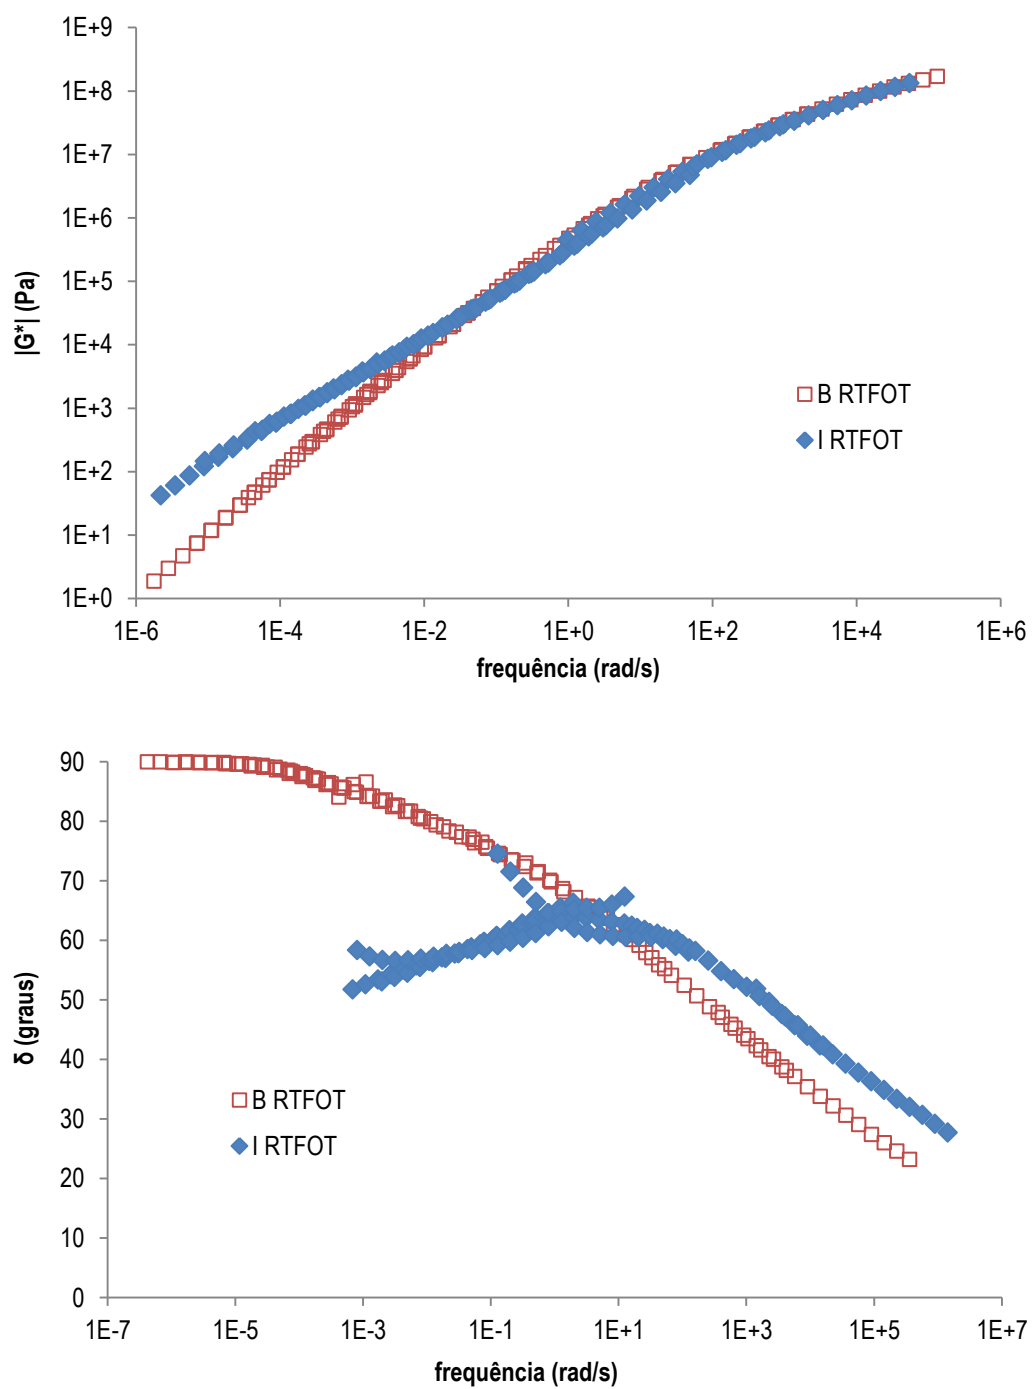 1E+9
1E+8
1E+7
1E+6
1E+5
1E+4
1E+3
1E+2
1E+1
1E+0
|G*| (Pa)
B RTFOT
I RTFOT
1E-6 1E-4 1E-2 1E+0 1E+2 1E+4 1E+6
frequência (rad/s)
90
80
70
60
50
40
30
20
10
0
δ (graus)
B RTFOT
I RTFOT
1E-7 1E-5 1E-3 1E-1 1E+1 1E+3 1E+5 1E+7
frequência (rad/s)